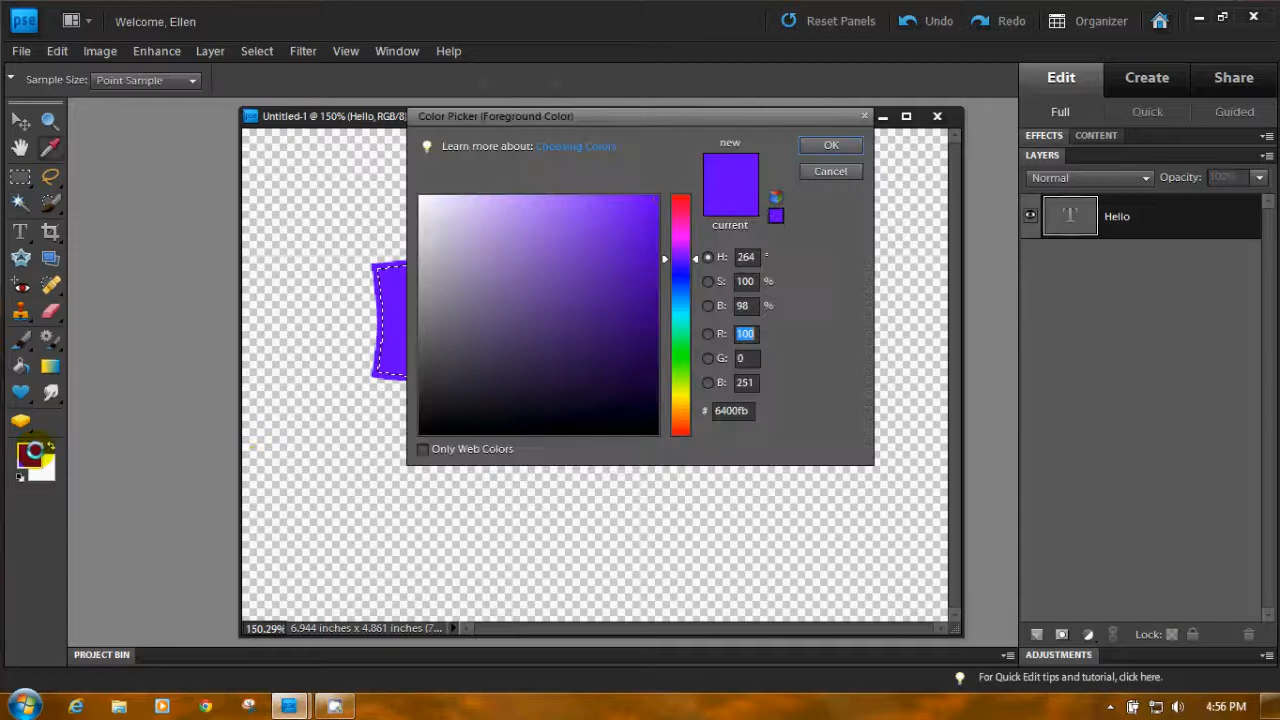 pse Welcome, Ellen Reset Panels Undo Redo Organizer
File Edit Image Enhance Layer Select Filter View Window Help
Sample Size: Point Sample
Edit Create Share
Full Quick Guided
Untitled-1 @ 150% (Hello, RGB/8)
Color Picker (Foreground Color)
Learn more about: Choosing Colors
new
current
OK
Cancel
H: 264 °
S: 100 %
B: 98 %
R: 100
G: 0
B: 251
# 6400fb
Only Web Colors
EFFECTS CONTENT
LAYERS
Normal Opacity: 100%
T Hello
Lock:
150.29% 6.944 inches x 4.861 inches (7...
PROJECT BIN
ADJUSTMENTS
For Quick Edit tips and tutorial, click here.
4:56 PM